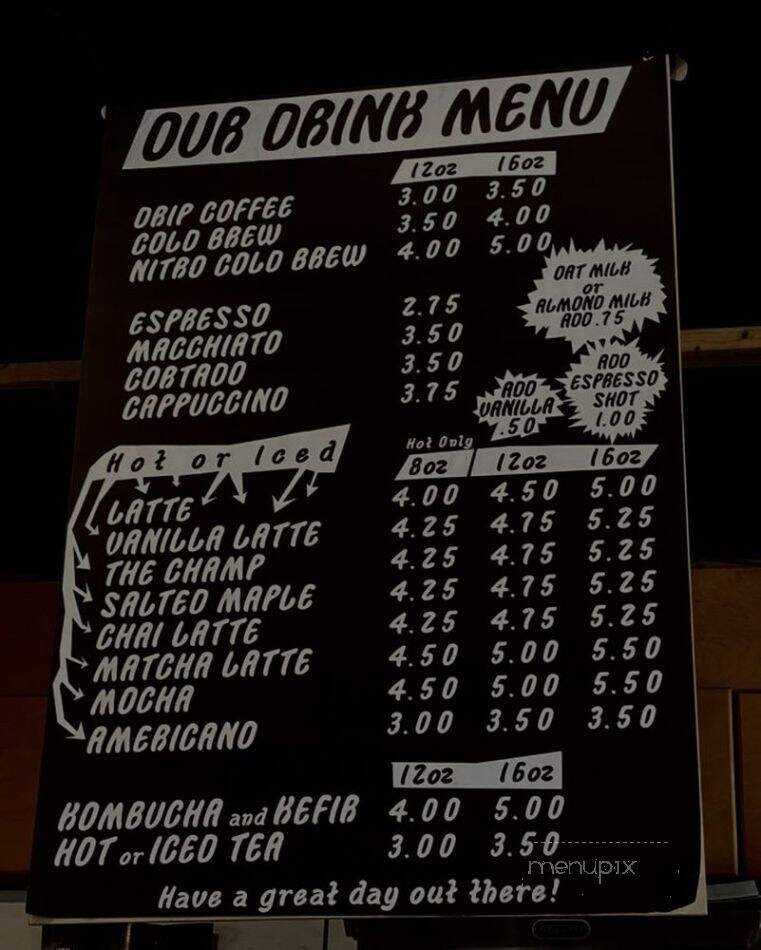 OUR DRINK MENU
12oz 16oz
DRIP COFFEE 3.00 3.50
COLD BREW 3.50 4.00
NITRO COLD BREW 4.00 5.00
OAT MILK
or
ALMOND MILK
ADD .75
ESPRESSO 2.75
MACCHIATO 3.50
CORTADO 3.50
CAPPUCCINO 3.75
ADD
ESPRESSO
SHOT
1.00
ADD
VANILLA
.50
Hot Only
Hot or Iced 8oz 12oz 16oz
LATTE 4.00 4.50 5.00
VANILLA LATTE 4.25 4.75 5.25
THE CHAMP 4.25 4.75 5.25
SALTED MAPLE 4.25 4.75 5.25
CHAI LATTE 4.25 4.75 5.25
MATCHA LATTE 4.50 5.00 5.50
MOCHA 4.50 5.00 5.50
AMERICANO 3.00 3.50 3.50
12oz 16oz
KOMBUCHA and KEFIR 4.00 5.00
HOT or ICED TEA 3.00 3.50
menupix
Have a great day out there!